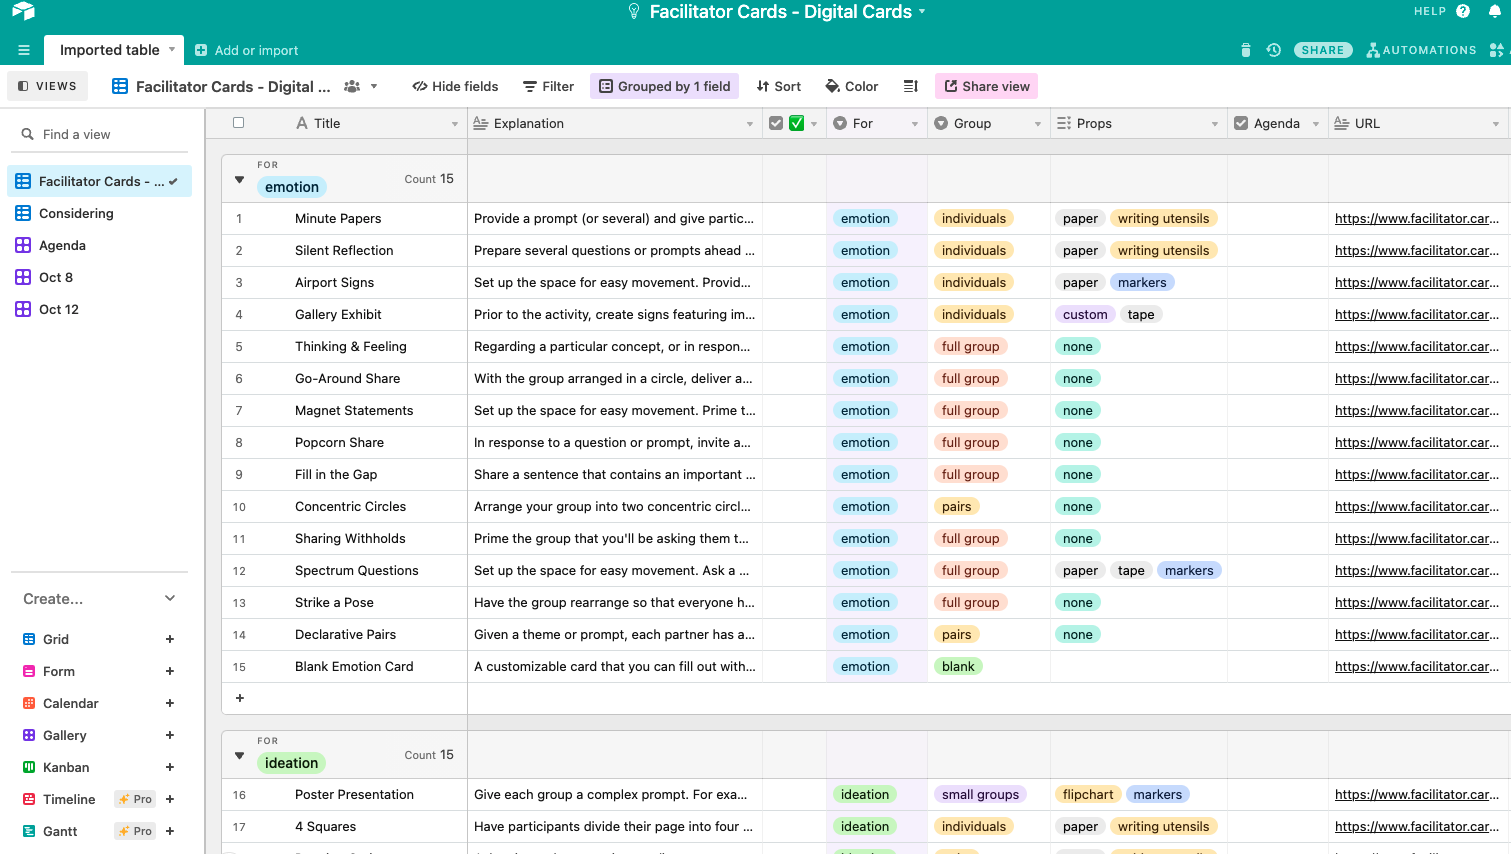 Facilitator Cards - Digital Cards
HELP
Imported table
Add or import
SHARE
AUTOMATIONS
VIEWS
Facilitator Cards - Digital ...
Hide fields
Filter
Grouped by 1 field
Sort
Color
Share view
Find a view
Facilitator Cards - ...
Considering
Agenda
Oct 8
Oct 12
Create...
Grid
Form
Calendar
Gallery
Kanban
Timeline Pro
Gantt Pro
Title Explanation For Group Props Agenda URL
FOR
emotion Count 15
1 Minute Papers Provide a prompt (or several) and give partic... emotion individuals paper writing utensils https://www.facilitator.car...
2 Silent Reflection Prepare several questions or prompts ahead ... emotion individuals paper writing utensils https://www.facilitator.car...
3 Airport Signs Set up the space for easy movement. Provid... emotion individuals paper markers https://www.facilitator.car...
4 Gallery Exhibit Prior to the activity, create signs featuring im... emotion individuals custom tape https://www.facilitator.car...
5 Thinking & Feeling Regarding a particular concept, or in respon... emotion full group none https://www.facilitator.car...
6 Go-Around Share With the group arranged in a circle, deliver a... emotion full group none https://www.facilitator.car...
7 Magnet Statements Set up the space for easy movement. Prime t... emotion full group none https://www.facilitator.car...
8 Popcorn Share In response to a question or prompt, invite a... emotion full group none https://www.facilitator.car...
9 Fill in the Gap Share a sentence that contains an important ... emotion full group none https://www.facilitator.car...
10 Concentric Circles Arrange your group into two concentric circl... emotion pairs none https://www.facilitator.car...
11 Sharing Withholds Prime the group that you'll be asking them t... emotion full group none https://www.facilitator.car...
12 Spectrum Questions Set up the space for easy movement. Ask a ... emotion full group paper tape markers https://www.facilitator.car...
13 Strike a Pose Have the group rearrange so that everyone h... emotion full group none https://www.facilitator.car...
14 Declarative Pairs Given a theme or prompt, each partner has a... emotion pairs none https://www.facilitator.car...
15 Blank Emotion Card A customizable card that you can fill out with... emotion blank https://www.facilitator.car...
FOR
ideation Count 15
16 Poster Presentation Give each group a complex prompt. For exa... ideation small groups flipchart markers https://www.facilitator.car...
17 4 Squares Have participants divide their page into four ... ideation individuals paper writing utensils https://www.facilitator.car...